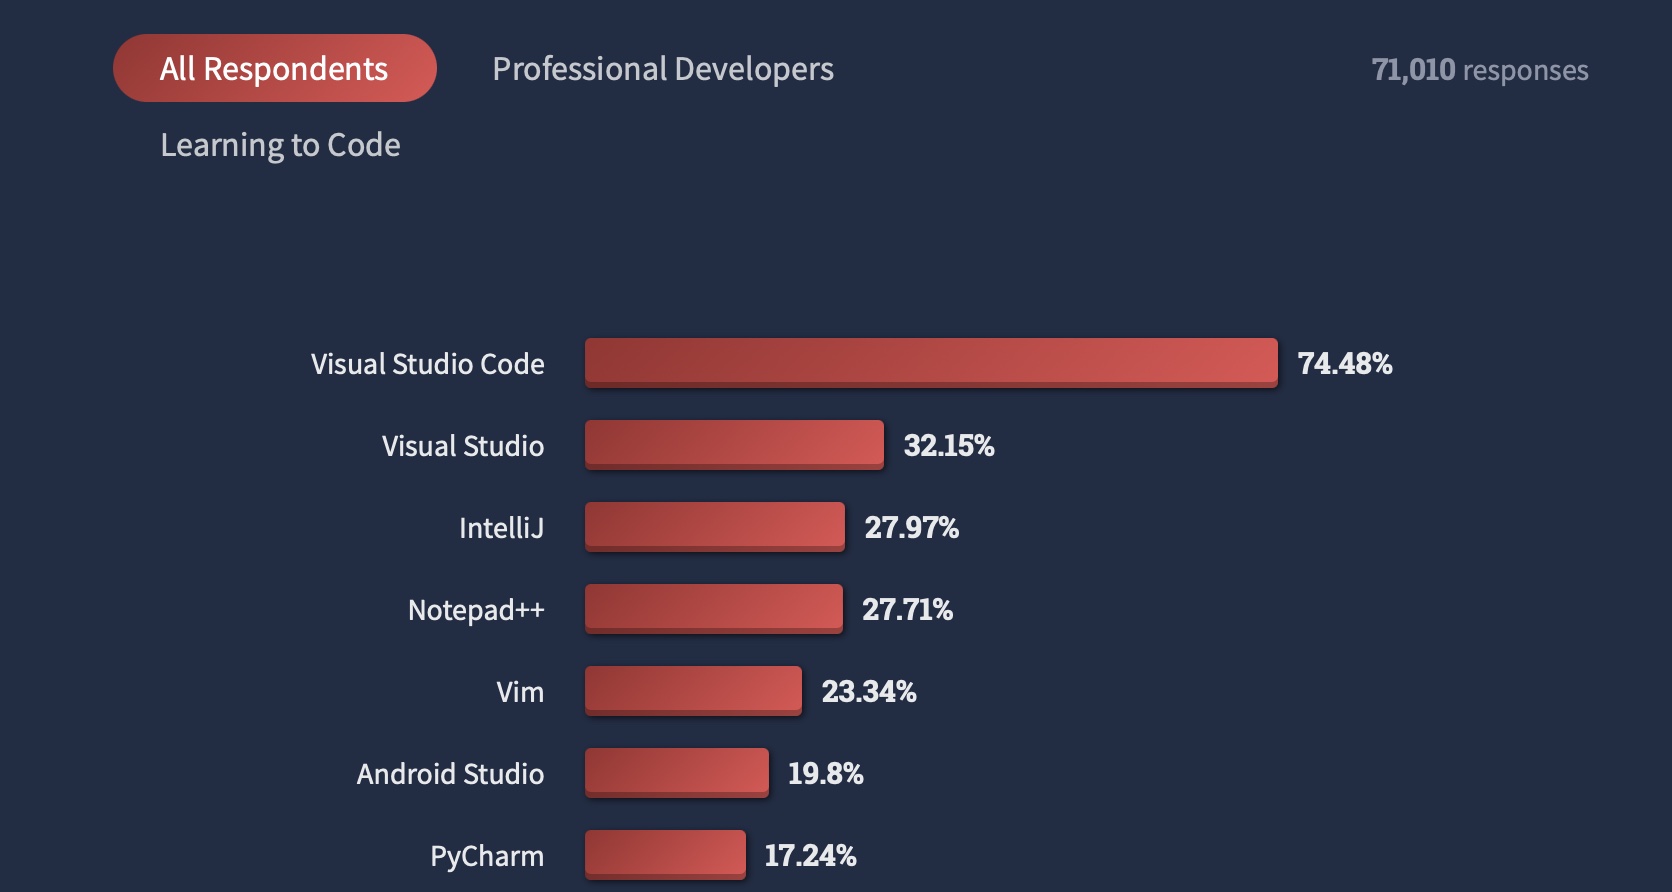 All Respondents Professional Developers 71,010 responses
Learning to Code
Visual Studio Code 74.48%
Visual Studio 32.15%
IntelliJ 27.97%
Notepad++ 27.71%
Vim 23.34%
Android Studio 19.8%
PyCharm 17.24%